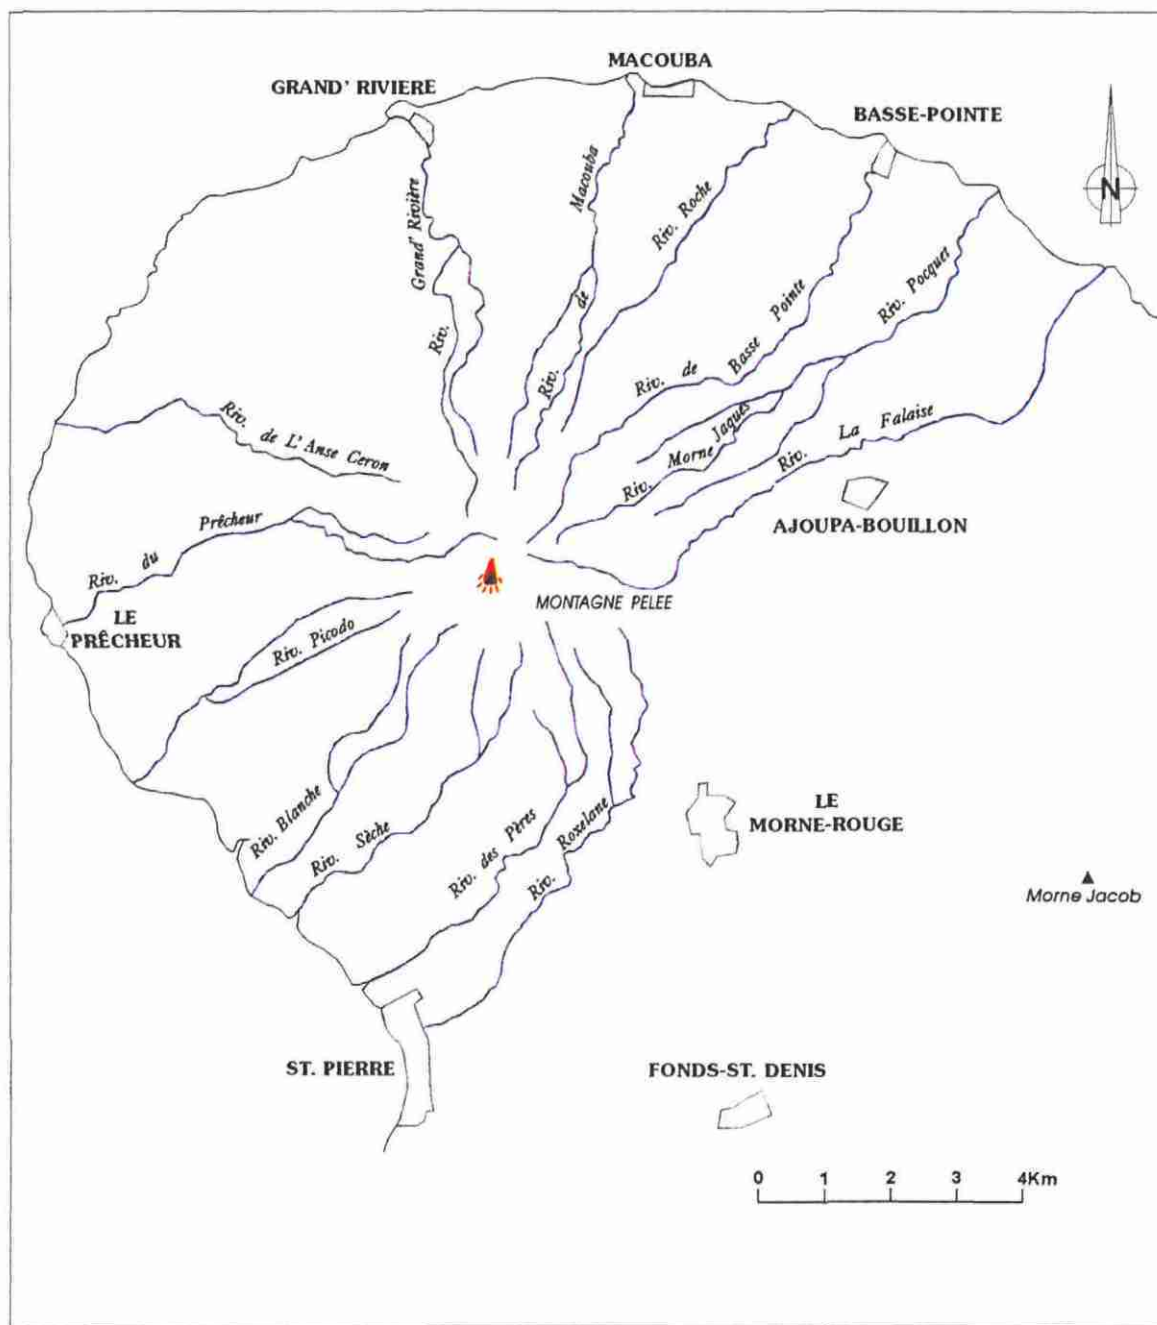 MACOUBA
GRAND' RIVIERE
BASSE-POINTE
N
Riv. Grand' Rivière
Riv. de Macouba
Riv. Roche
Riv. de Basse Pointe
Riv. Pocquet
Riv. Morne Jaques
Riv. La Falaise
Riv. de L'Anse Ceron
AJOUPA-BOUILLON
Riv. du Prêcheur
MONTAGNE PELEE
LE
PRÊCHEUR
Riv. Picodo
Riv. Blanche
Riv. Sèche
Riv. des Pères
Riv. Roxelane
LE
MORNE-ROUGE
Morne Jacob
ST. PIERRE
FONDS-ST. DENIS
0 1 2 3 4Km